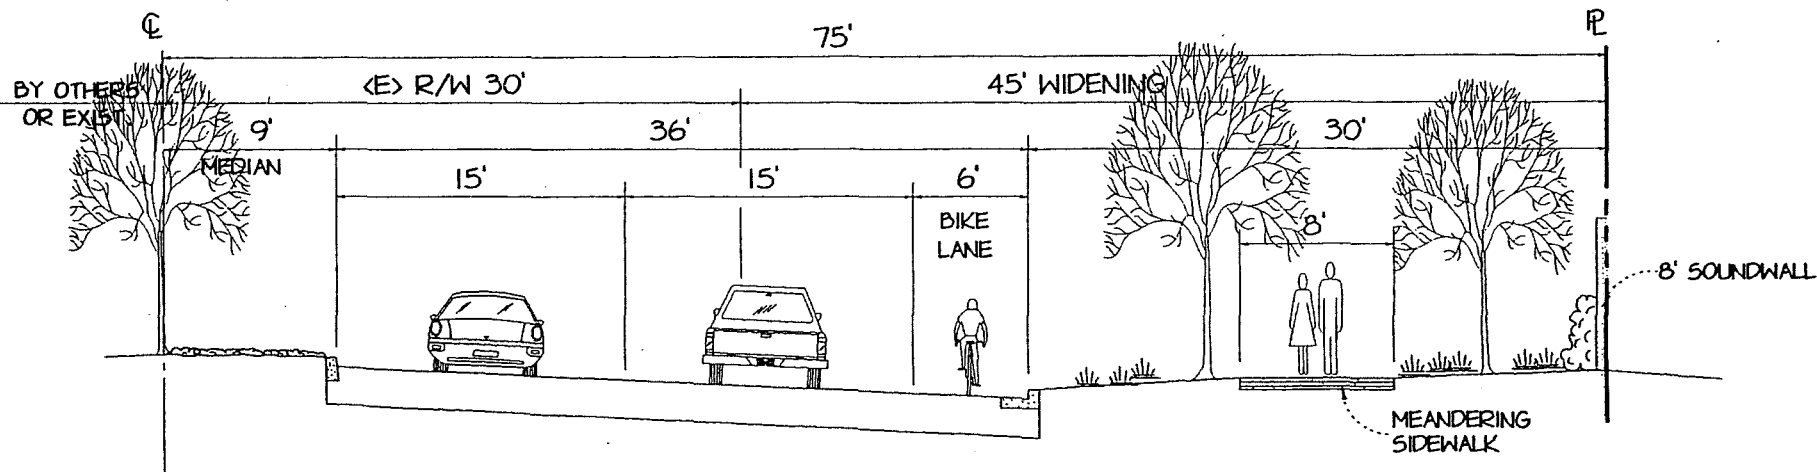 ℄
℔
75'
BY OTHERS
OR EXIST.
<E> R/W 30'
45' WIDENING
9'
MEDIAN
36'
30'
15'
15'
6'
BIKE
LANE
8'
8' SOUNDWALL
MEANDERING
SIDEWALK